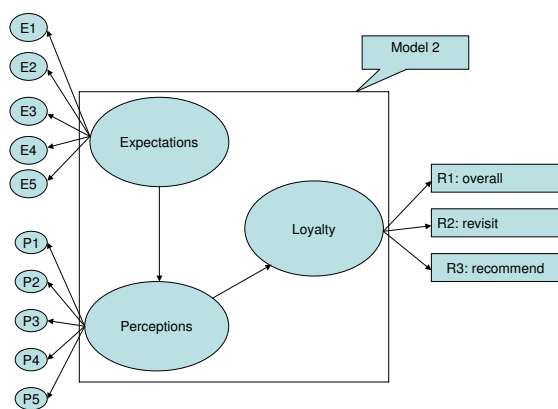 E1
E2
E3
E4
E5
Model 2
Expectations
Loyalty
R1: overall
R2: revisit
R3: recommend
P1
P2
P3
P4
P5
Perceptions